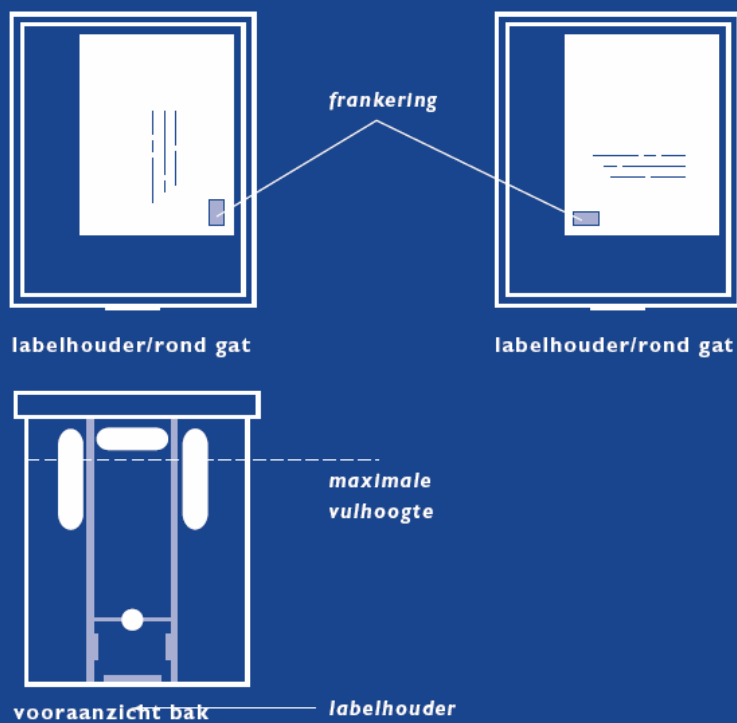 frankering
labelhouder/rond gat
labelhouder/rond gat
maximale
vulhoogte
vooraanzicht bak
labelhouder